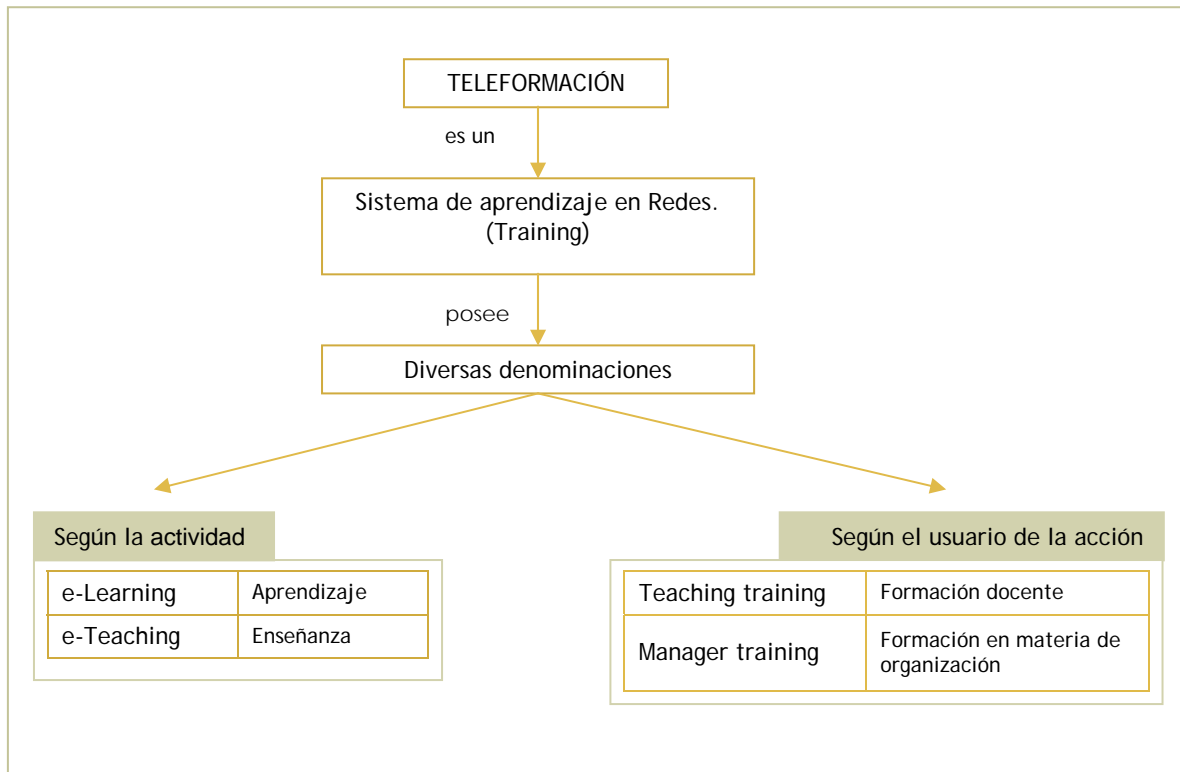 TELEFORMACIÓN
es un
Sistema de aprendizaje en Redes.
(Training)
posee
Diversas denominaciones
Según la actividad
e-Learning Aprendizaje
e-Teaching Enseñanza
Según el usuario de la acción
Teaching training Formación docente
Manager training Formación en materia de
organización